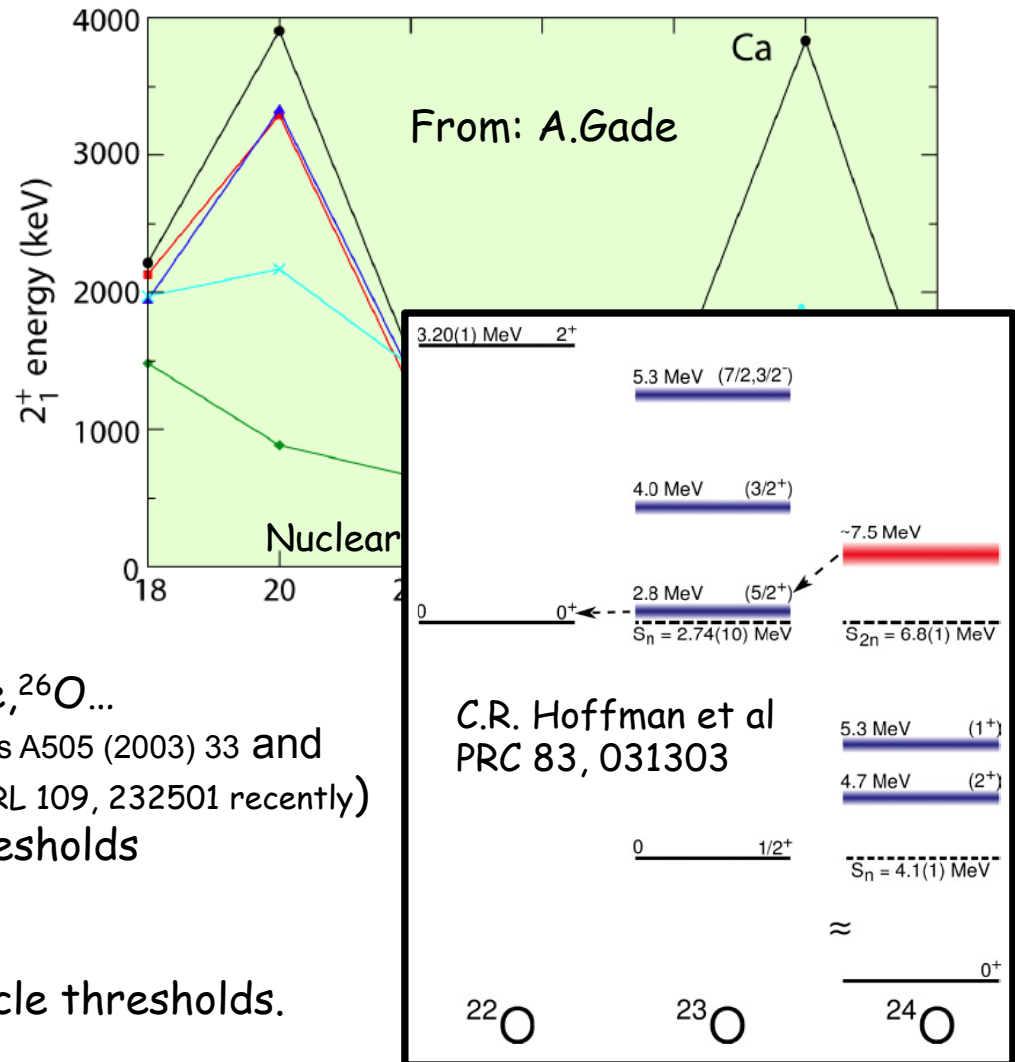 4000
3000
2000
1000
0
2⁺₁ energy (keV)
Ca
From: A.Gade
Nuclear
18
20
2
e,²⁶O...
s A505 (2003) 33 and
RL 109, 232501 recently)
esholds
cle thresholds.
3.20(1) MeV 2⁺
0 0⁺
5.3 MeV (7/2,3/2⁻)
4.0 MeV (3/2⁺)
2.8 MeV (5/2⁺)
Sₙ = 2.74(10) MeV
~7.5 MeV
S₂ₙ = 6.8(1) MeV
C.R. Hoffman et al
PRC 83, 031303
5.3 MeV (1⁺)
4.7 MeV (2⁺)
0 1/2⁺
Sₙ = 4.1(1) MeV
≈
0⁺
²²O
²³O
²⁴O